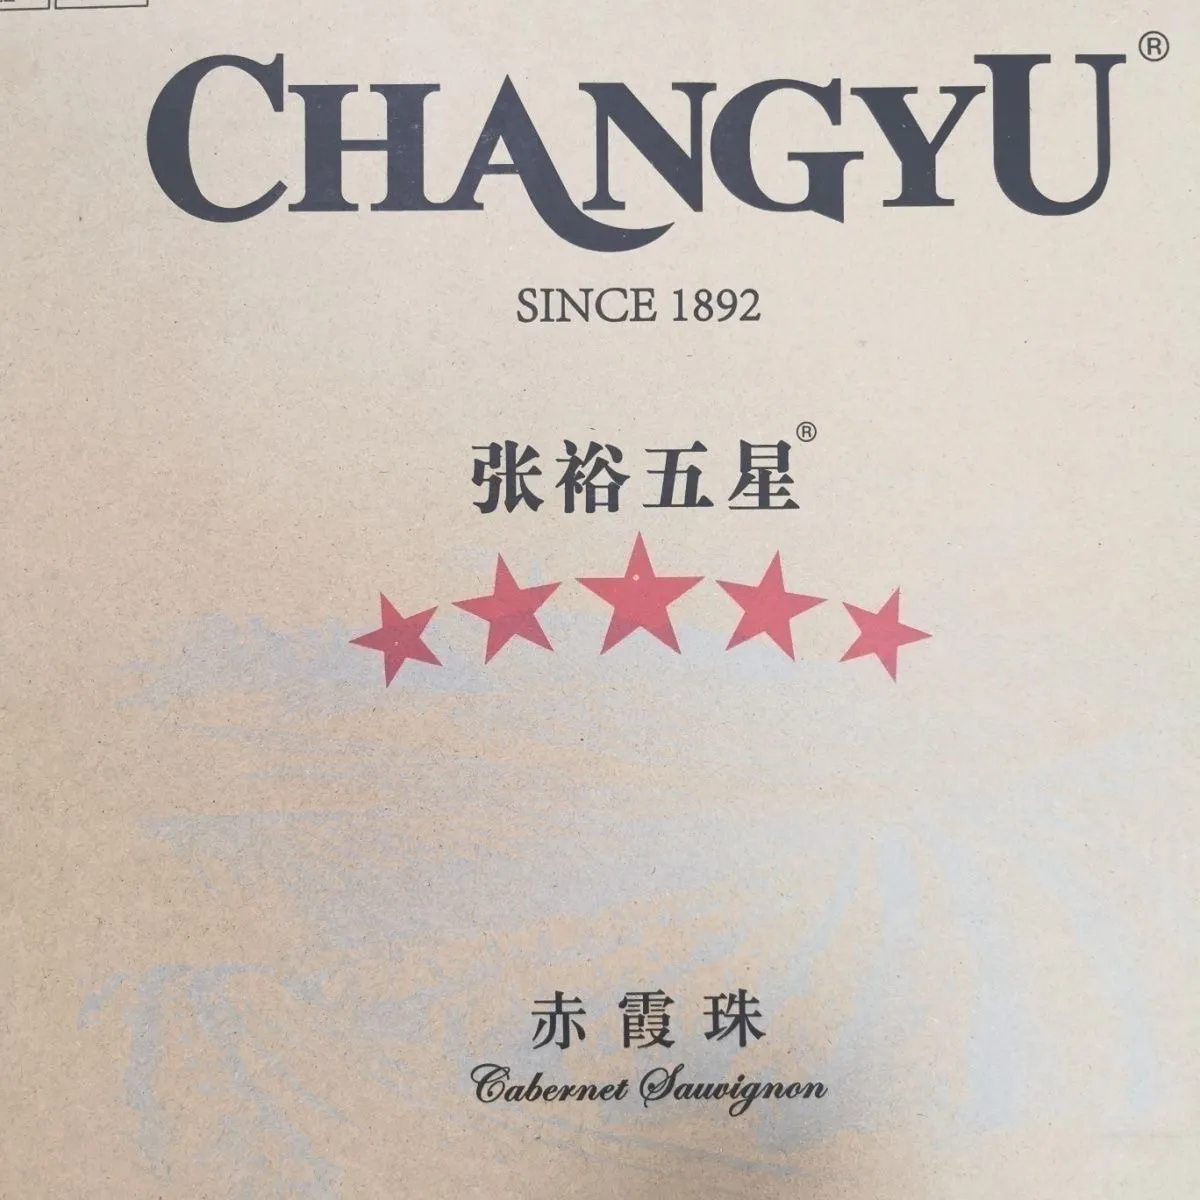 CHANGYU®
SINCE 1892
张裕五星®
赤霞珠
Cabernet Sauvignon